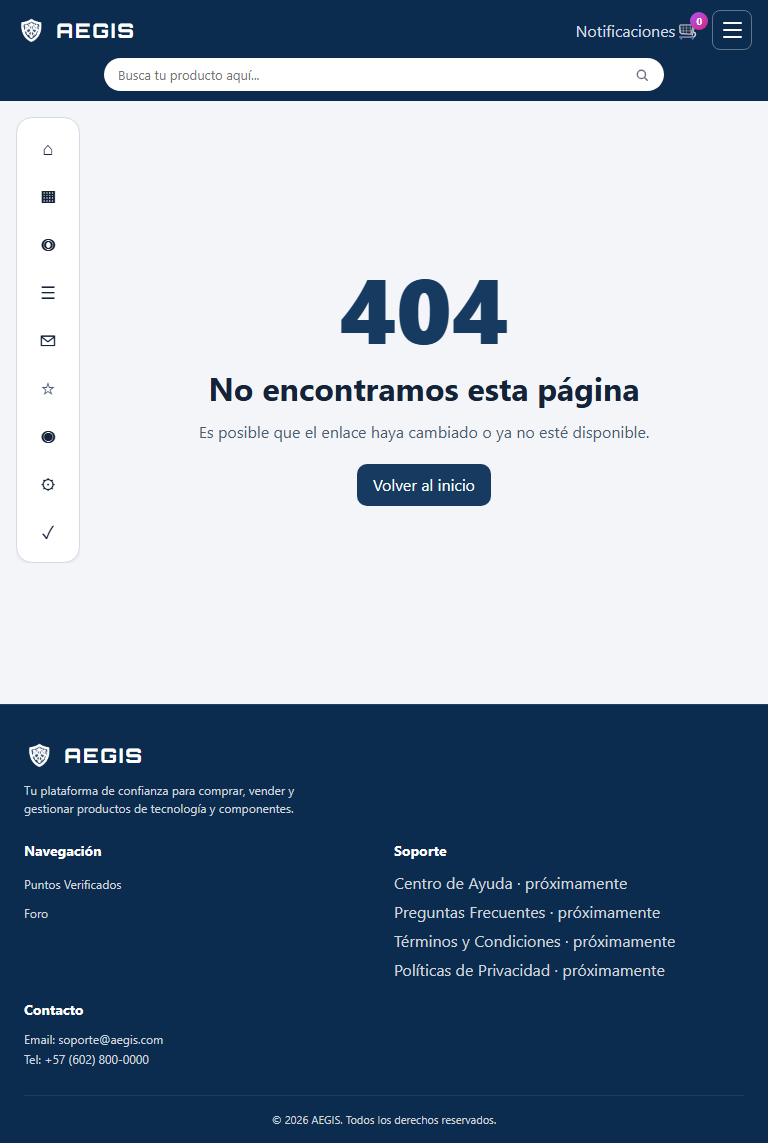 AEGIS
Notificaciones
0
Busca tu producto aquí...
404
No encontramos esta página
Es posible que el enlace haya cambiado o ya no esté disponible.
Volver al inicio
AEGIS
Tu plataforma de confianza para comprar, vender y
gestionar productos de tecnología y componentes.
Navegación
Puntos Verificados
Foro
Soporte
Centro de Ayuda · próximamente
Preguntas Frecuentes · próximamente
Términos y Condiciones · próximamente
Políticas de Privacidad · próximamente
Contacto
Email: soporte@aegis.com
Tel: +57 (602) 800-0000
© 2026 AEGIS. Todos los derechos reservados.